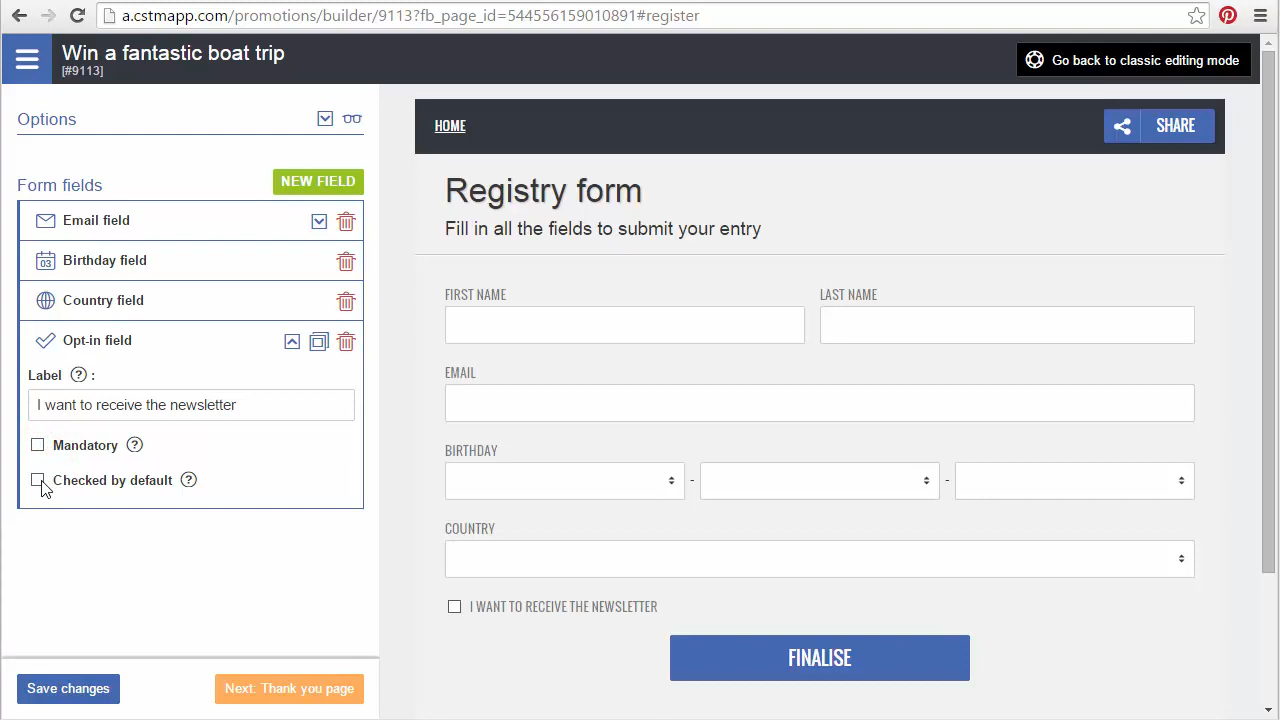 a.cstmapp.com/promotions/builder/9113?fb_page_id=544556159010891#register
Win a fantastic boat trip
[#9113]
Go back to classic editing mode
Options
Form fields
NEW FIELD
Email field
03
Birthday field
Country field
Opt-in field
Label ? :
I want to receive the newsletter
Mandatory ?
Checked by default ?
Save changes
Next: Thank you page
HOME
SHARE
Registry form
Fill in all the fields to submit your entry
FIRST NAME
LAST NAME
EMAIL
BIRTHDAY
- -
COUNTRY
I WANT TO RECEIVE THE NEWSLETTER
FINALISE